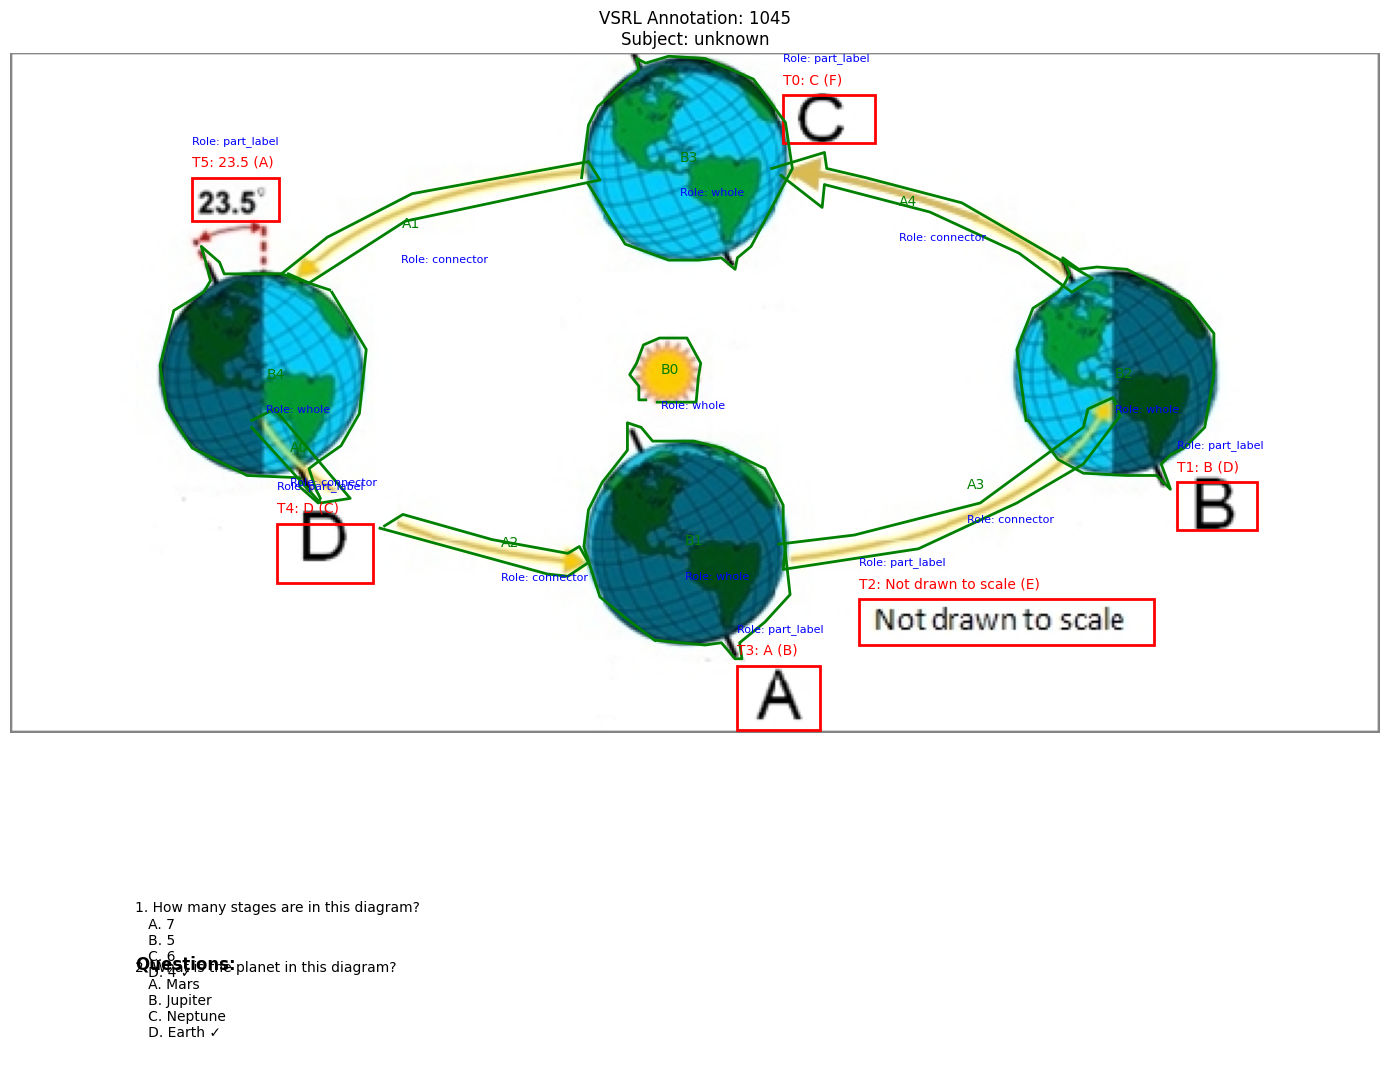 VSRL Annotation: 1045
Subject: unknown
Role: part_label
T0: C (F)
C
Role: part_label
T5: 23.5 (A)
23.5°
B3
Role: whole
A4
Role: connector
A1
Role: connector
B0
Role: whole
B4
Role: whole
Role: whole
Role: part_label
T1: B (D)
B
Role: connector
Role: part_label
T4: D (C)
D
A3
Role: connector
A2
Role: connector
B1
Role: whole
Role: part_label
T2: Not drawn to scale (E)
Not drawn to scale
Role: part_label
T3: A (B)
A
1. How many stages are in this diagram?
A. 7
B. 5
C. 6
D. 4 ✓
Questions:
2. What is the planet in this diagram?
A. Mars
B. Jupiter
C. Neptune
D. Earth ✓